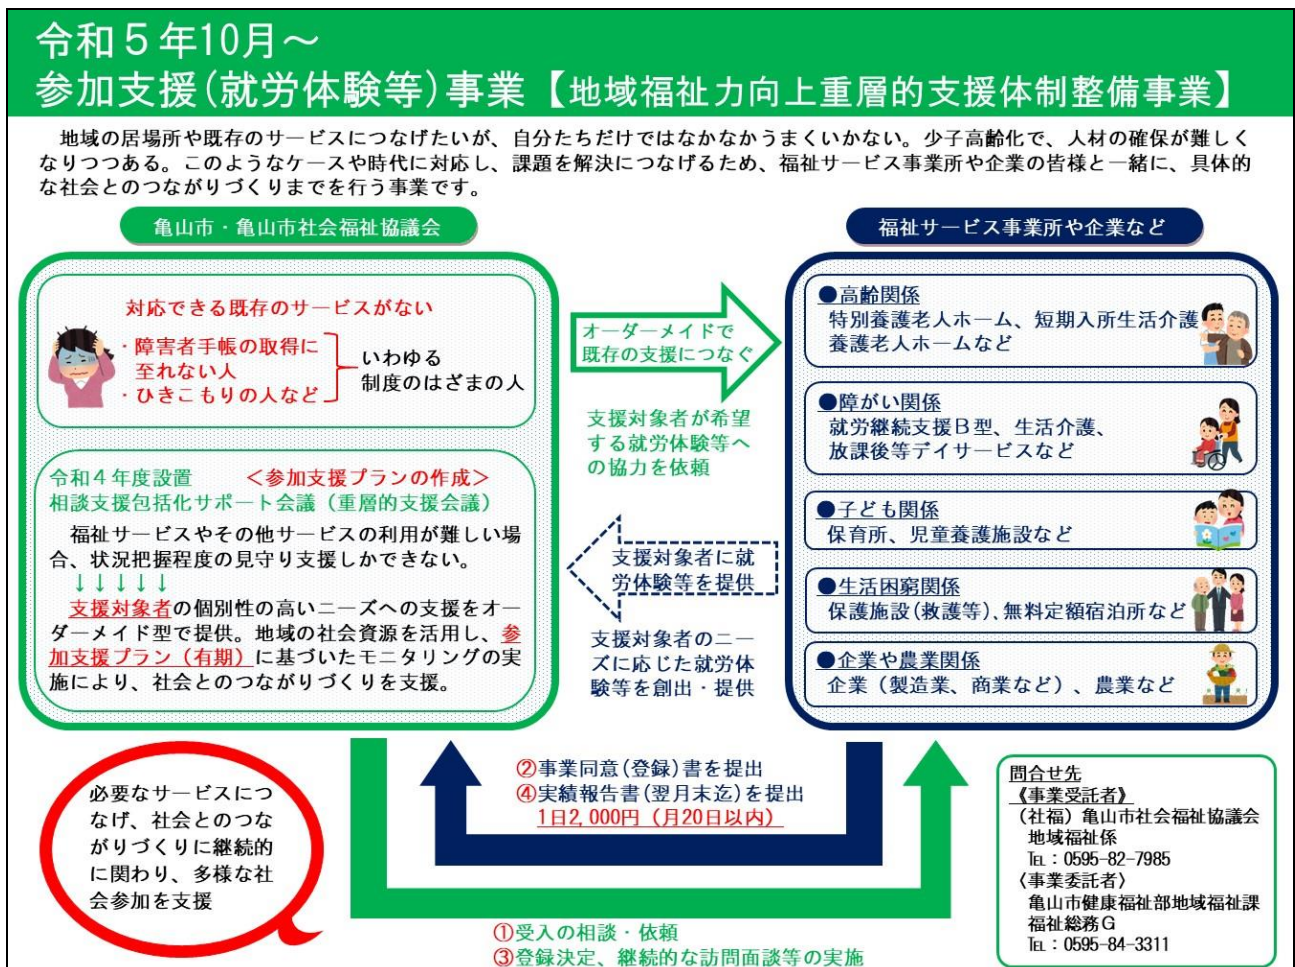 令和５年10月～
参加支援(就労体験等)事業【地域福祉力向上重層的支援体制整備事業】
地域の居場所や既存のサービスにつなげたいが、自分たちだけではなかなかうまくいかない。少子高齢化で、人材の確保が難しく
なりつつある。このようなケースや時代に対応し、課題を解決につなげるため、福祉サービス事業所や企業の皆様と一緒に、具体的
な社会とのつながりづくりまでを行う事業です。
亀山市・亀山市社会福祉協議会
対応できる既存のサービスがない
・障害者手帳の取得に
至れない人
・ひきこもりの人など
いわゆる
制度のはざまの人
令和４年度設置　＜参加支援プランの作成＞
相談支援包括化サポート会議（重層的支援会議）
福祉サービスやその他サービスの利用が難しい場
合、状況把握程度の見守り支援しかできない。
↓↓↓↓↓
支援対象者の個別性の高いニーズへの支援をオー
ダーメイド型で提供。地域の社会資源を活用し、参
加支援プラン（有期）に基づいたモニタリングの実
施により、社会とのつながりづくりを支援。
オーダーメイドで
既存の支援につなぐ
支援対象者が希望
する就労体験等へ
の協力を依頼
支援対象者に就
労体験等を提供
支援対象者のニー
ズに応じた就労体
験等を創出・提供
福祉サービス事業所や企業など
●高齢関係
特別養護老人ホーム、短期入所生活介護
養護老人ホームなど
●障がい関係
就労継続支援Ｂ型、生活介護、
放課後等デイサービスなど
●子ども関係
保育所、児童養護施設など
●生活困窮関係
保護施設(救護等)、無料定額宿泊所など
●企業や農業関係
企業（製造業、商業など）、農業など
必要なサービスにつ
なげ、社会とのつな
がりづくりに継続的
に関わり、多様な社
会参加を支援
②事業同意(登録)書を提出
④実績報告書(翌月末迄)を提出
1日2,000円（月20日以内）
①受入の相談・依頼
③登録決定、継続的な訪問面談等の実施
問合せ先
《事業受託者》
（社福）亀山市社会福祉協議会
地域福祉係
℡：0595-82-7985
〈事業委託者〉
亀山市健康福祉部地域福祉課
福祉総務Ｇ
℡：0595-84-3311